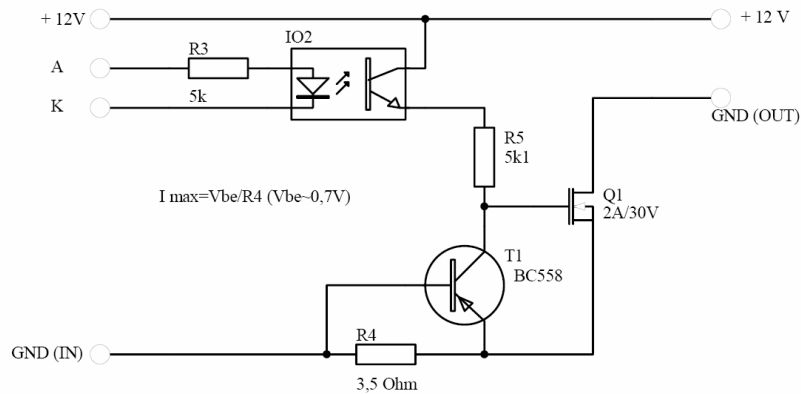 + 12V
+ 12 V
IO2
R3
A
5k
K
GND (OUT)
R5
5k1
I max=Vbe/R4 (Vbe~0,7V)
Q1
2A/30V
T1
BC558
R4
GND (IN)
3,5 Ohm